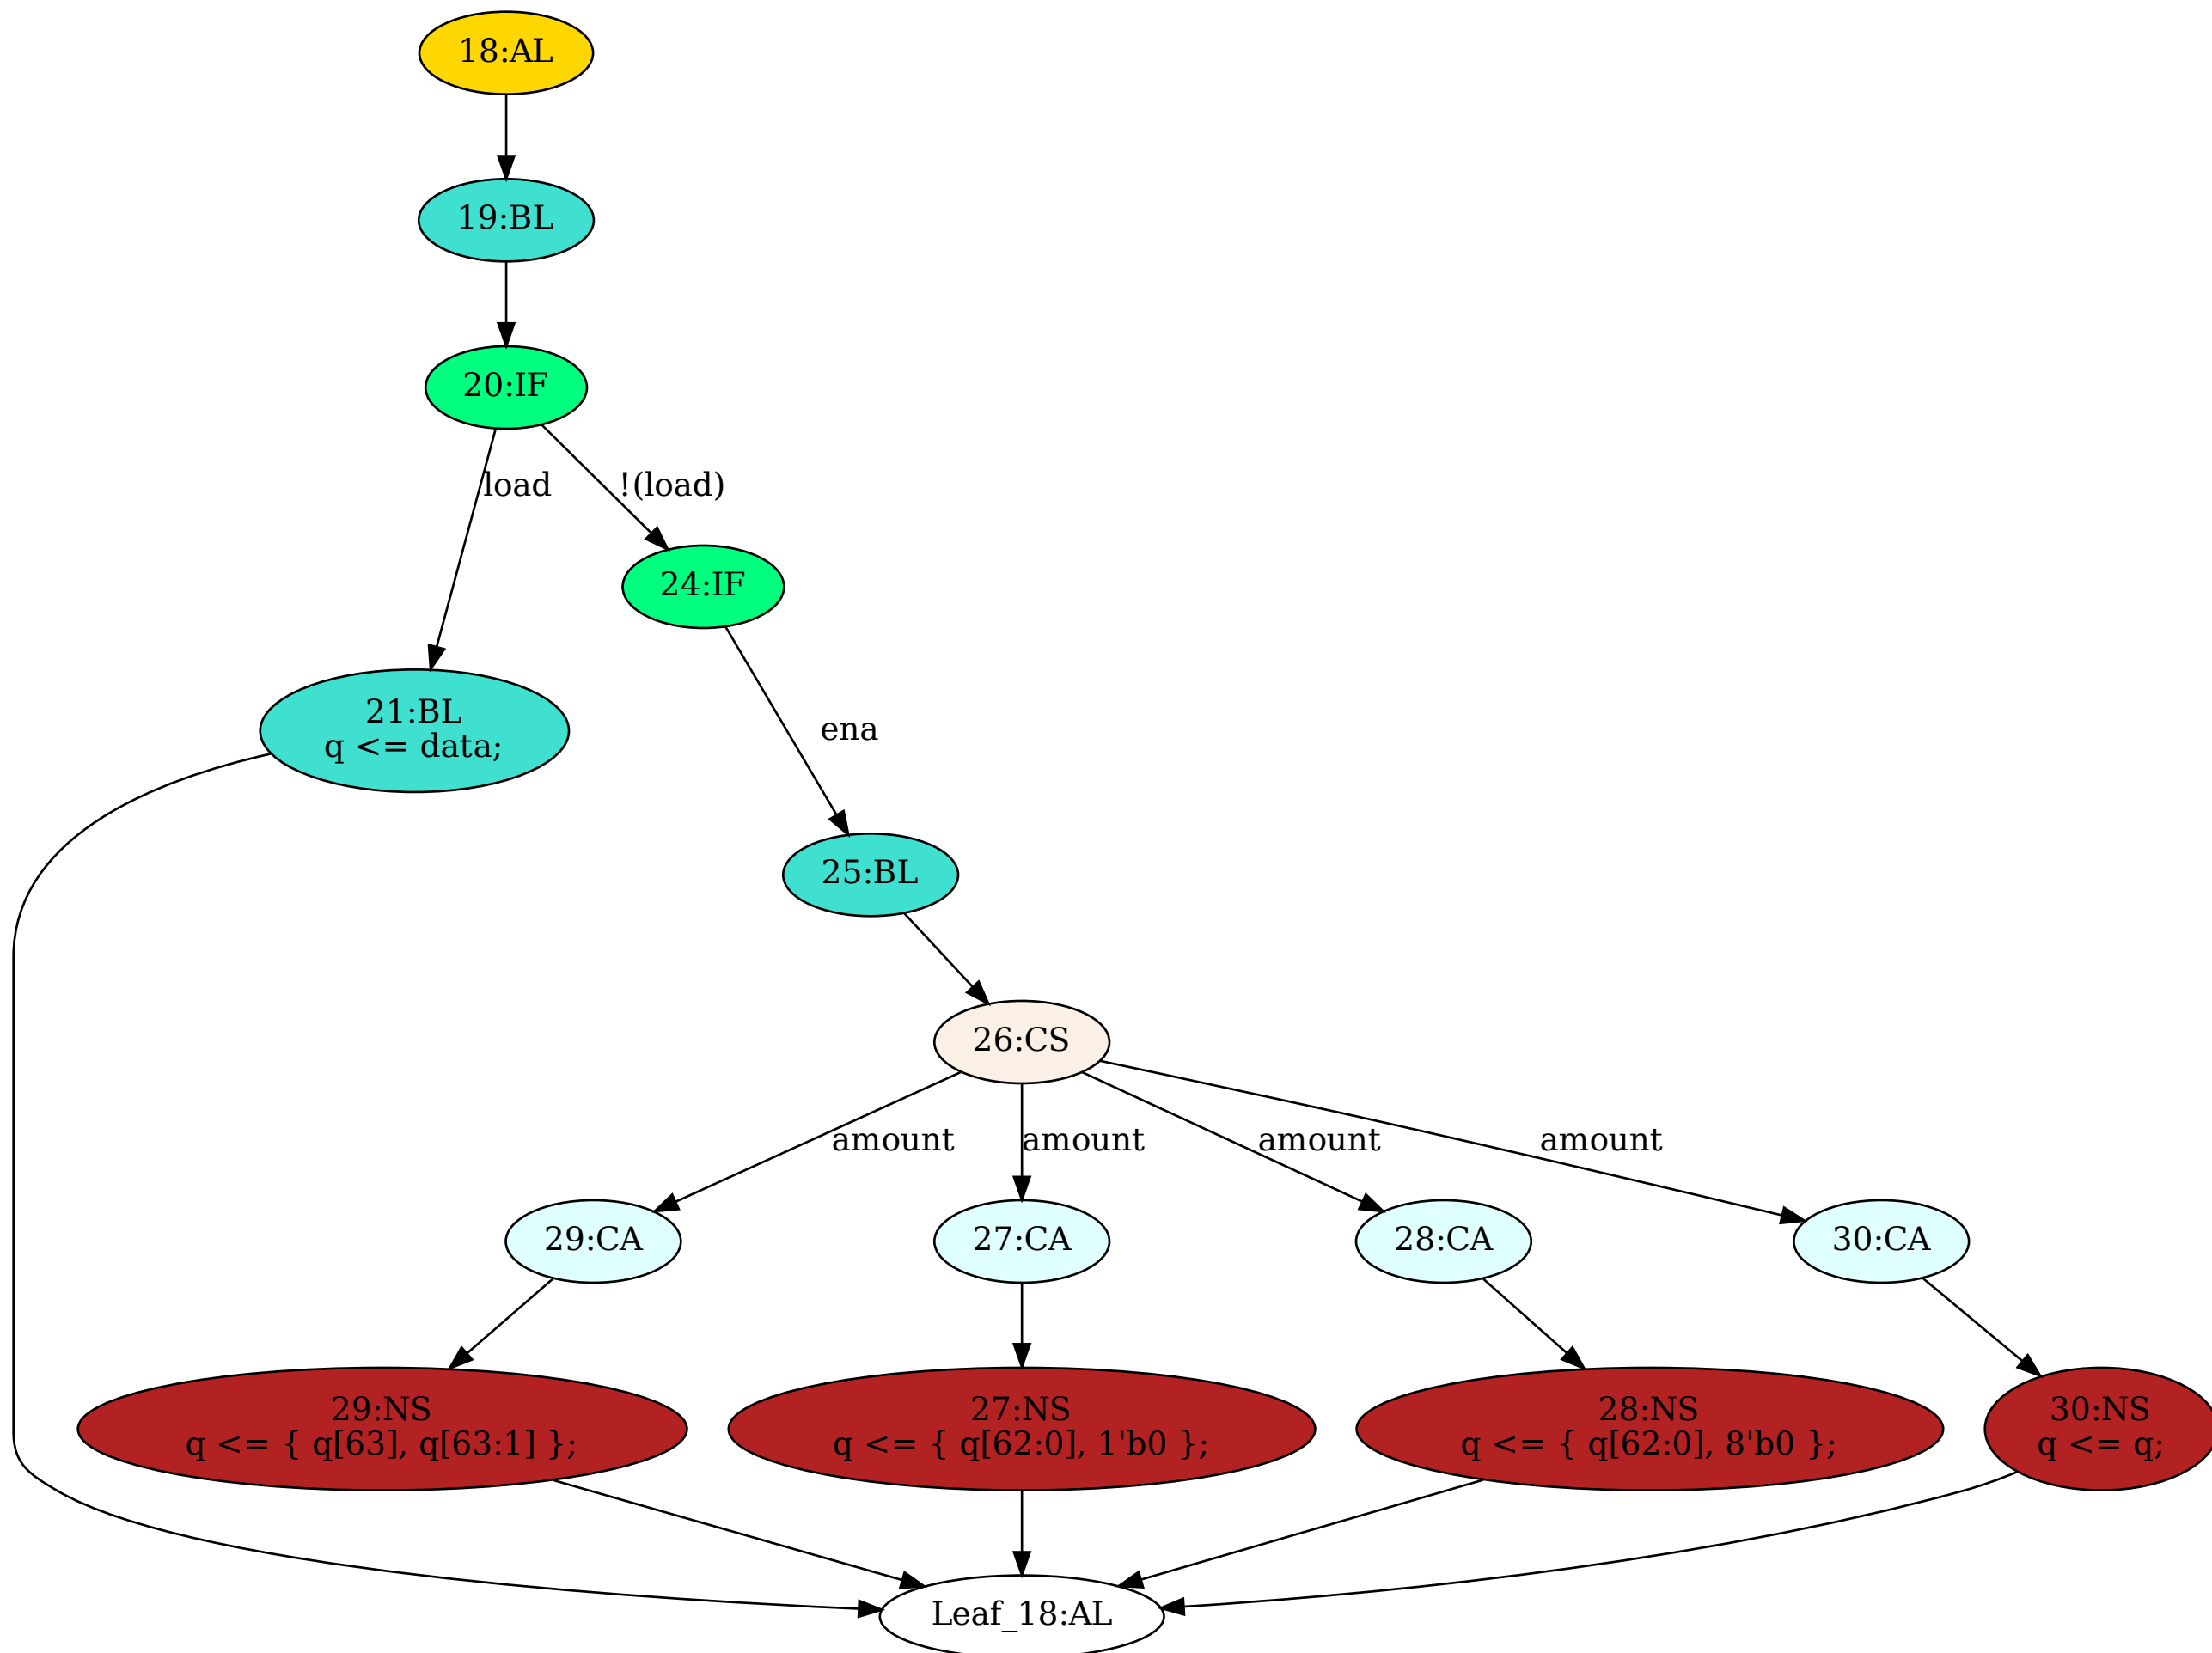 18:AL
19:BL
20:IF
load
!(load)
24:IF
21:BL
q <= data;
ena
25:BL
26:CS
amount
amount
amount
amount
29:CA
27:CA
28:CA
30:CA
29:NS
q <= { q[63], q[63:1] };
27:NS
q <= { q[62:0], 1'b0 };
28:NS
q <= { q[62:0], 8'b0 };
30:NS
q <= q;
Leaf_18:AL